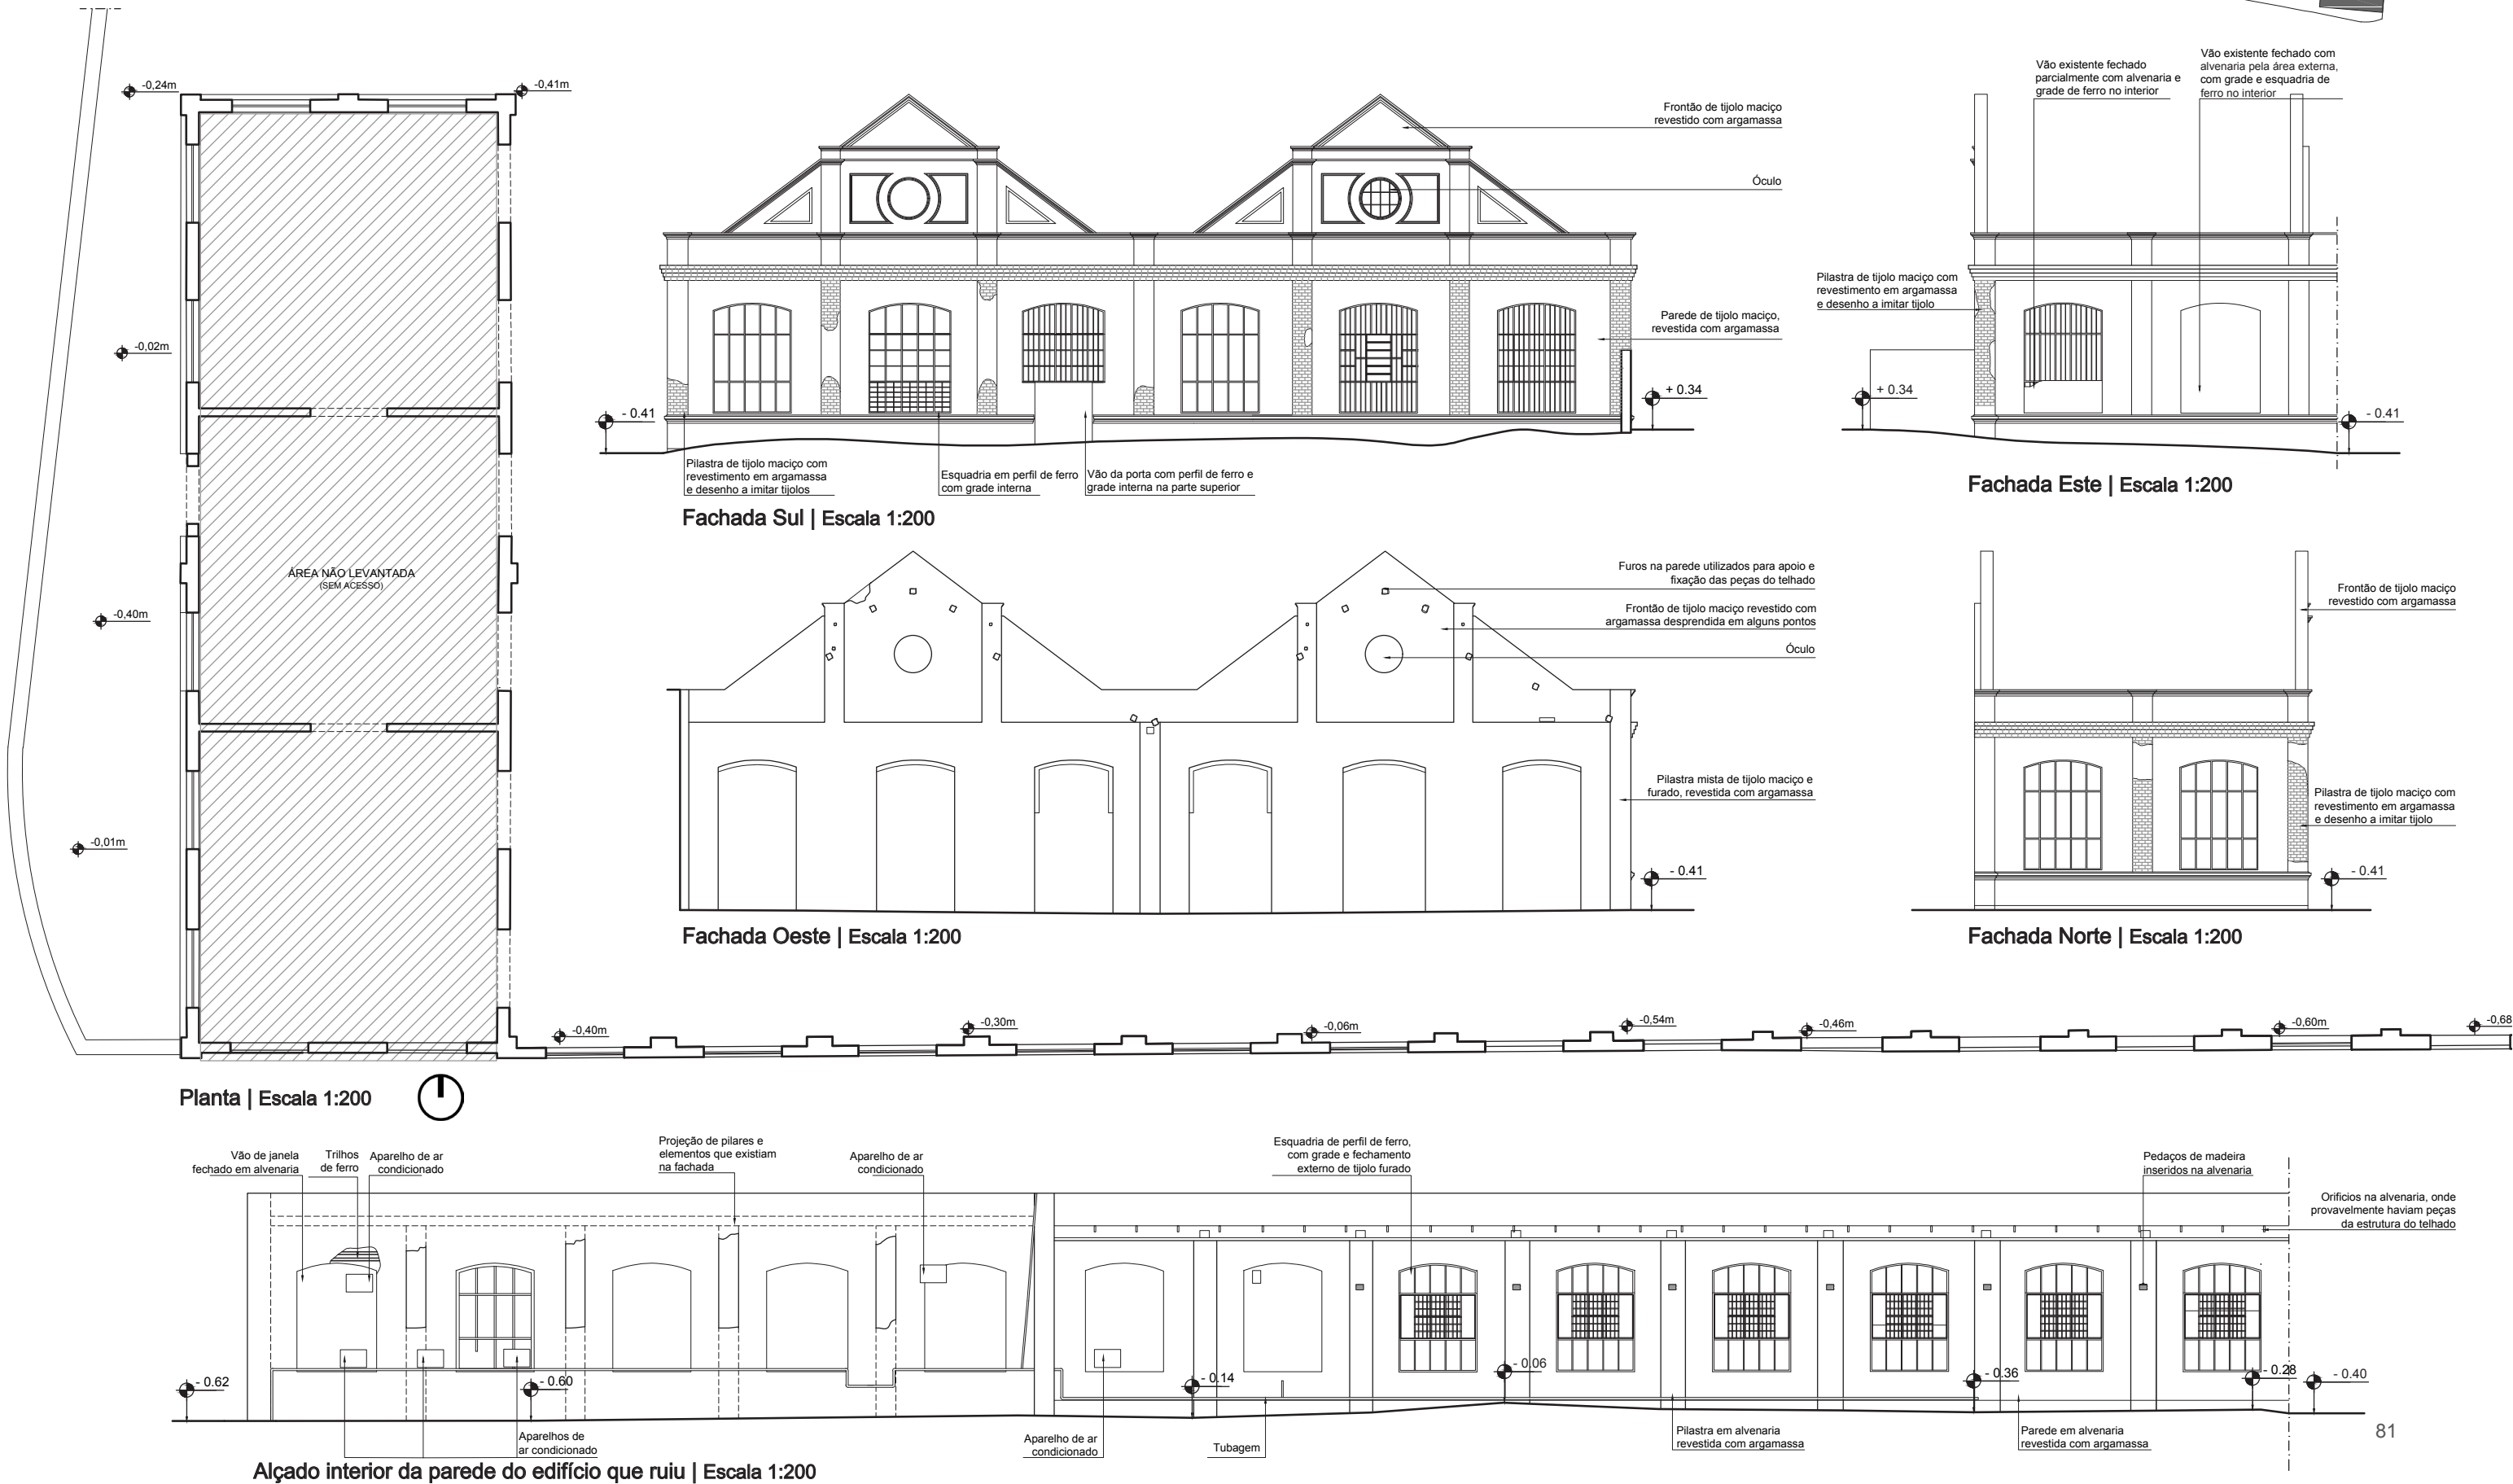 -0,24m
-0,41m
-0,02m
-0,40m
-0,01m
ÁREA NÃO LEVANTADA
(SEM ACESSO)
Frontão de tijolo maciço
revestido com argamassa
Óculo
Parede de tijolo maciço,
revestida com argamassa
- 0.41
+ 0.34
Pilastra de tijolo maciço com
revestimento em argamassa
e desenho a imitar tijolos
Esquadria em perfil de ferro
com grade interna
Vão da porta com perfil de ferro e
grade interna na parte superior
Fachada Sul | Escala 1:200
Vão existente fechado
parcialmente com alvenaria e
grade de ferro no interior
Vão existente fechado com
alvenaria pela área externa,
com grade e esquadria de
ferro no interior
Pilastra de tijolo maciço com
revestimento em argamassa
e desenho a imitar tijolo
+ 0.34
- 0.41
Fachada Este | Escala 1:200
Furos na parede utilizados para apoio e
fixação das peças do telhado
Frontão de tijolo maciço revestido com
argamassa desprendida em alguns pontos
Óculo
Pilastra mista de tijolo maciço e
furado, revestida com argamassa
- 0.41
Fachada Oeste | Escala 1:200
Frontão de tijolo maciço
revestido com argamassa
Pilastra de tijolo maciço com
revestimento em argamassa
e desenho a imitar tijolo
- 0.41
Fachada Norte | Escala 1:200
-0,40m
-0,30m
-0,06m
-0,54m
-0,46m
-0,60m
-0,68
Planta | Escala 1:200
Vão de janela
fechado em alvenaria
Trilhos
de ferro
Aparelho de ar
condicionado
Projeção de pilares e
elementos que existiam
na fachada
Aparelho de ar
condicionado
Esquadria de perfil de ferro,
com grade e fechamento
externo de tijolo furado
Pedaços de madeira
inseridos na alvenaria
Orifícios na alvenaria, onde
provavelmente haviam peças
da estrutura do telhado
- 0.62
- 0.60
- 0.14
- 0.06
- 0.36
- 0.28
- 0.40
Aparelhos de
ar condicionado
Aparelho de ar
condicionado
Tubagem
Pilastra em alvenaria
revestida com argamassa
Parede em alvenaria
revestida com argamassa
81
Alçado interior da parede do edifício que ruiu | Escala 1:200